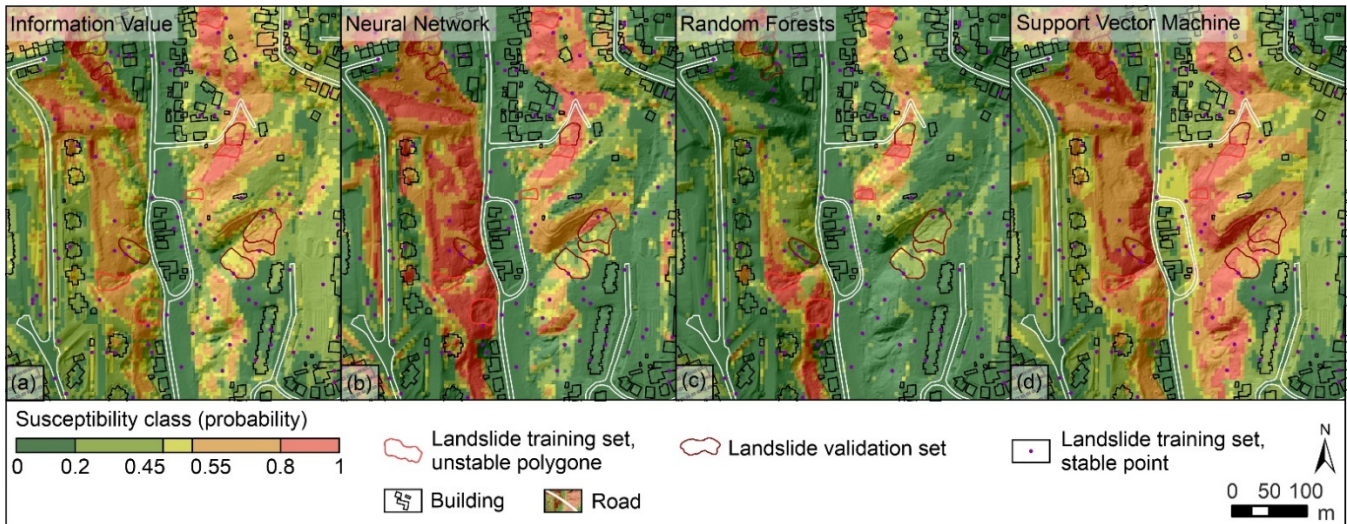 Information Value
Neural Network
Random Forests
Support Vector Machine
(a)
(b)
(c)
(d)
Susceptibility class (probability)
0 0.2 0.45 0.55 0.8 1
Landslide training set,
unstable polygone
Landslide validation set
Landslide training set,
stable point
Building
Road
N
0 50 100
m